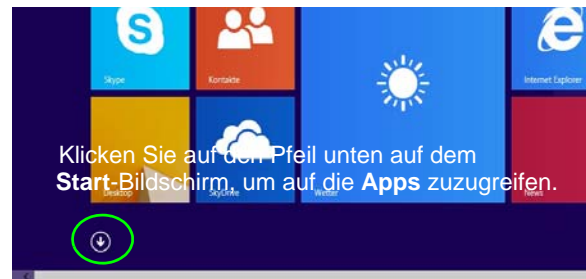 Skype
Kontakte
Internet Explorer
Klicken Sie auf den Pfeil unten auf dem
Start-Bildschirm, um auf die Apps zuzugreifen.
Desktop
SkyDrive
Wetter
News